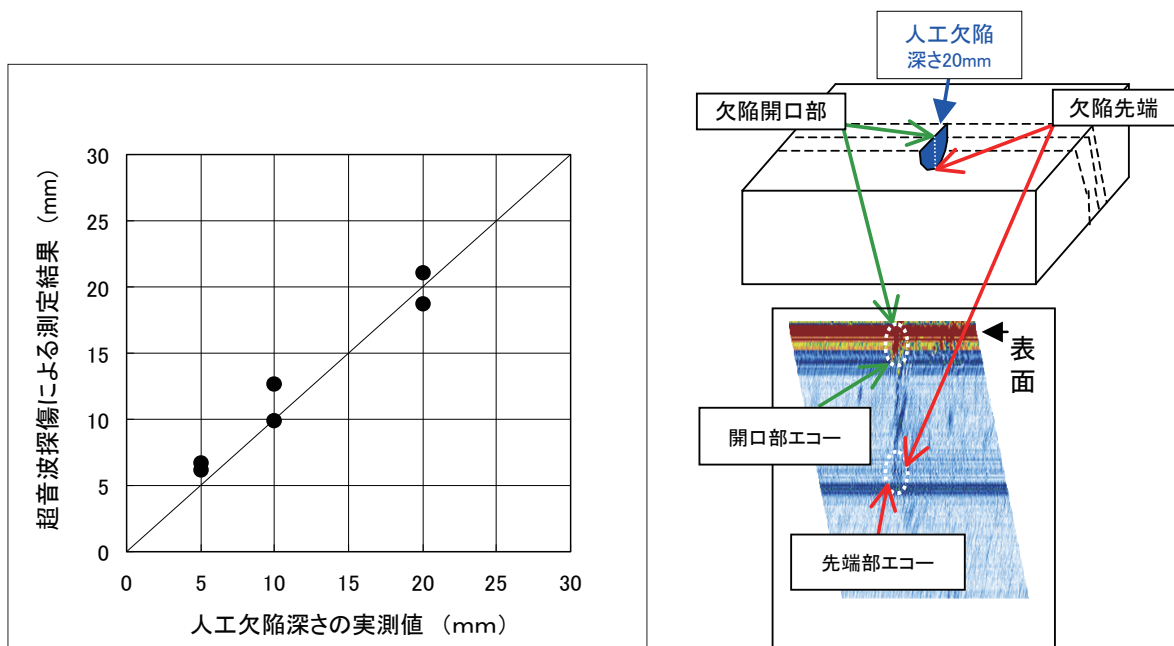 超音波探傷による測定結果 (mm)
30
25
20
15
10
5
0
0 5 10 15 20 25 30
人工欠陥深さの実測値 (mm)
人工欠陥
深さ20mm
欠陥開口部
欠陥先端
表面
開口部エコー
先端部エコー